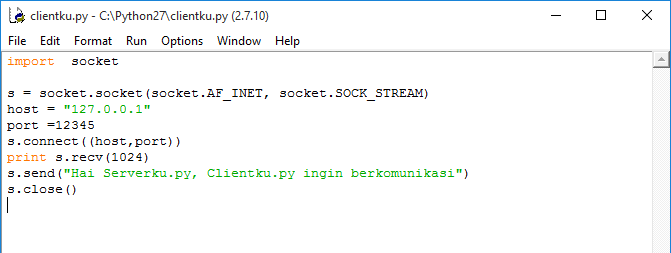 clientku.py - C:\Python27\clientku.py (2.7.10)
File Edit Format Run Options Window Help
import  socket
s = socket.socket(socket.AF_INET, socket.SOCK_STREAM)
host = "127.0.0.1"
port =12345
s.connect((host,port))
print s.recv(1024)
s.send("Hai Serverku.py, Clientku.py ingin berkomunikasi")
s.close()